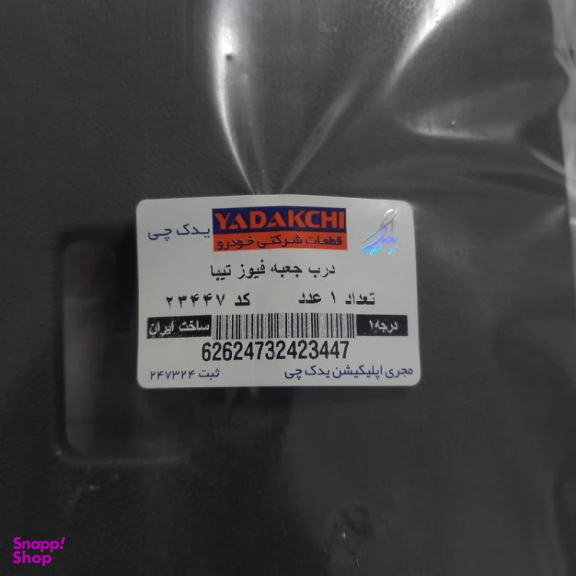 یدک چی YADAKCHI
قطعات شرکتی خودرو
درب جعبه فیوز تیبا
تعداد ۱ عدد کد ۲۳۴۴۷
درجه۱ ساخت ایران
62624732423447
مجری اپلیکیشن یدک چی ثبت ۲۴۷۳۲۴
Snapp!
Shop